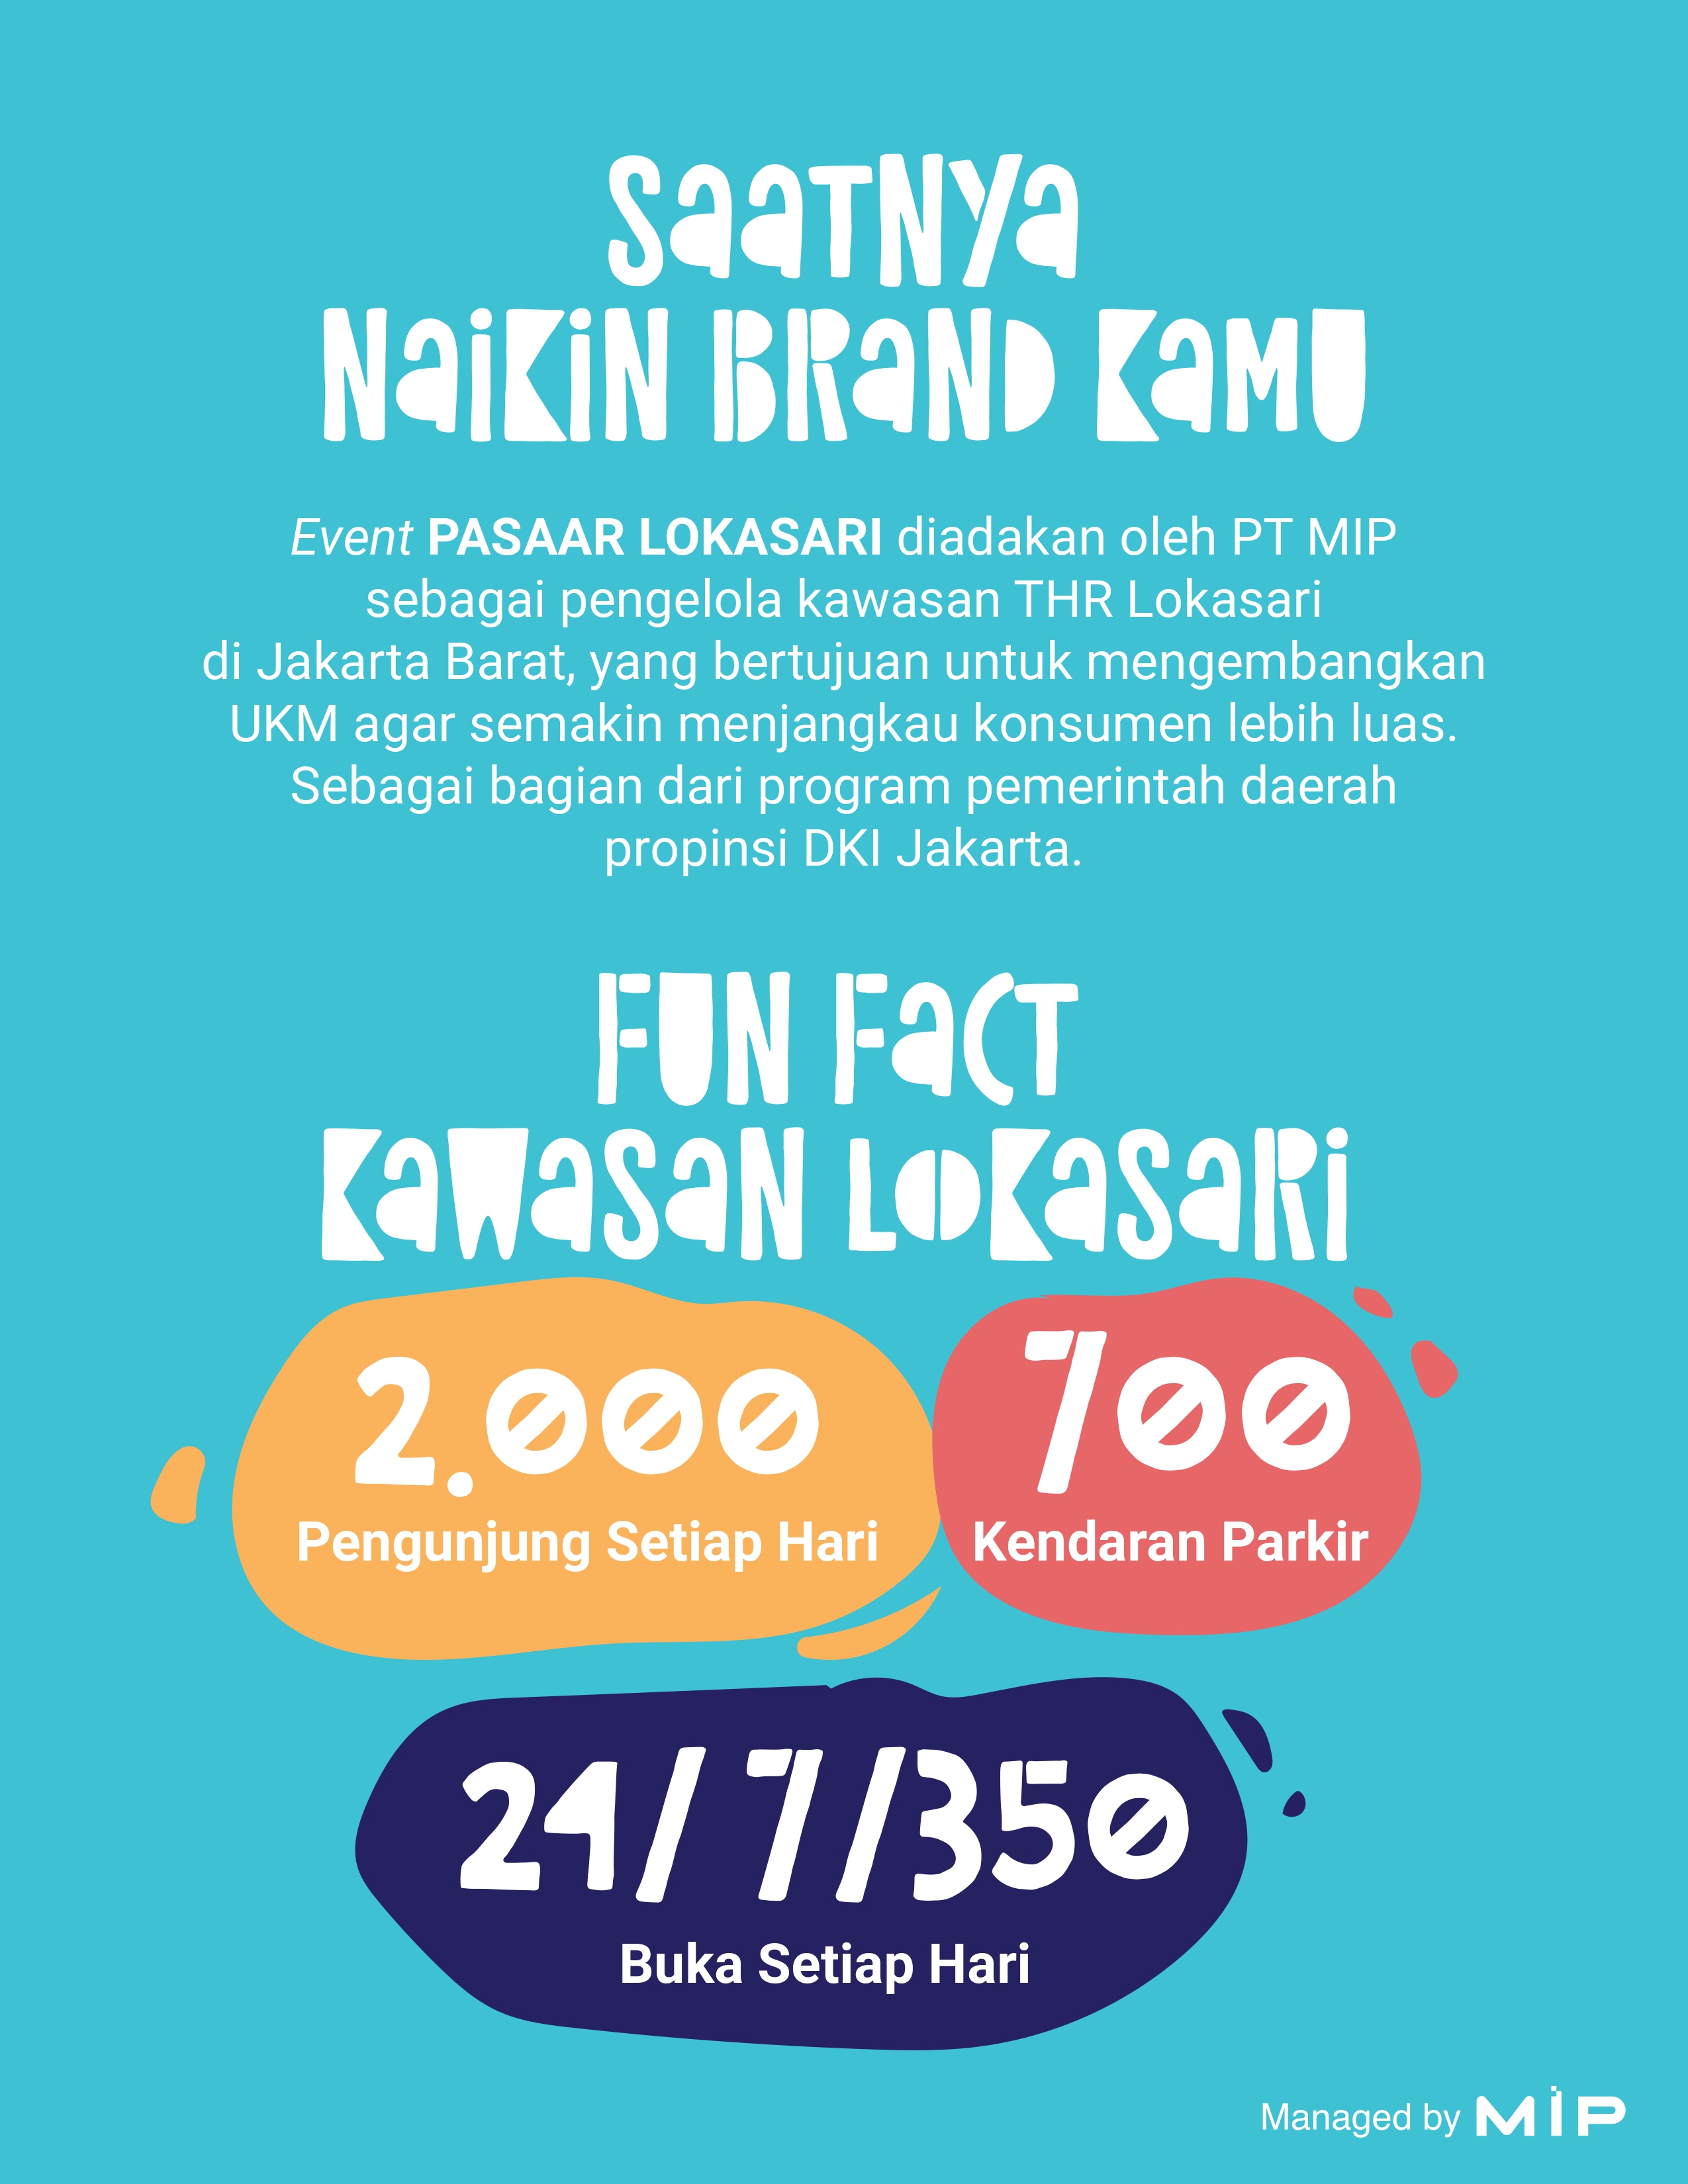 Saatnya
Naikin Brand Kamu
Event PASAAR LOKASARI diadakan oleh PT MIP
sebagai pengelola kawasan THR Lokasari
di Jakarta Barat, yang bertujuan untuk mengembangkan
UKM agar semakin menjangkau konsumen lebih luas.
Sebagai bagian dari program pemerintah daerah
propinsi DKI Jakarta.
Fun Fact
Kawasan Lokasari
2.000
Pengunjung Setiap Hari
700
Kendaran Parkir
24/7/350
Buka Setiap Hari
Managed by MIP